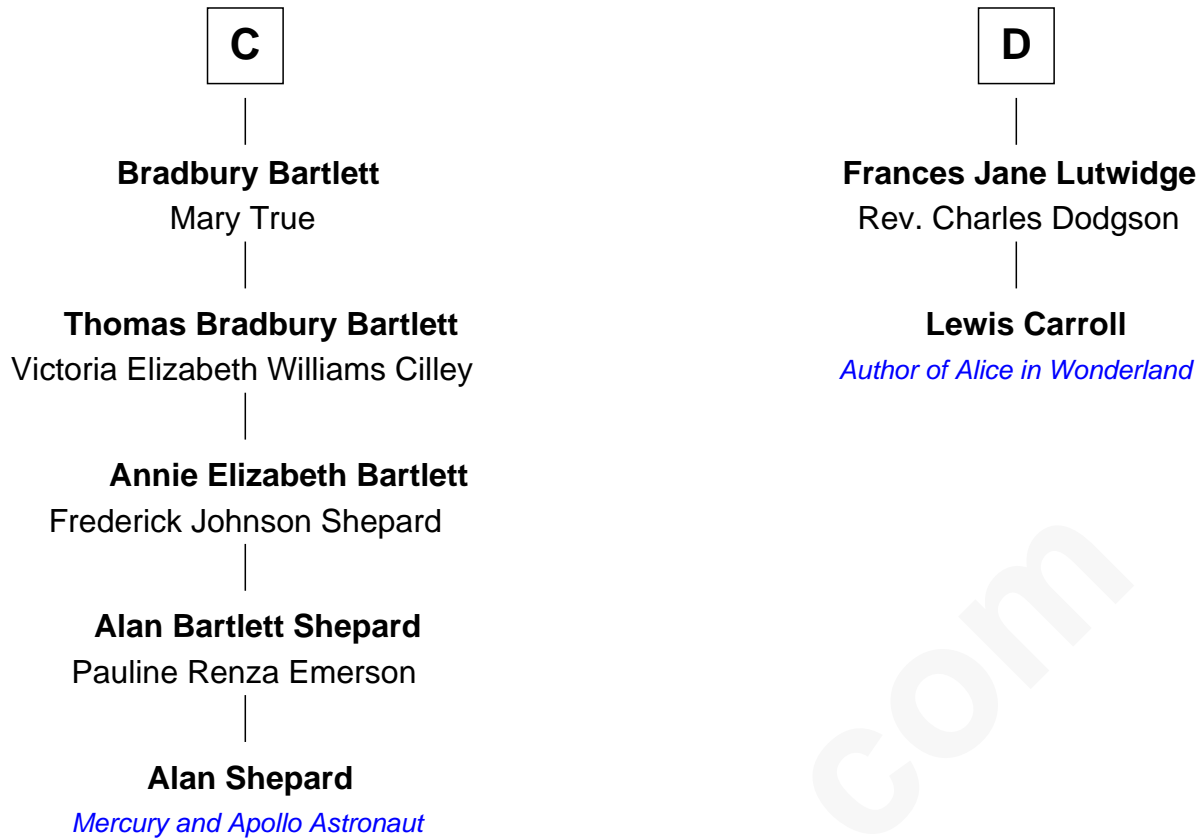 C
Bradbury Bartlett
Mary True
Thomas Bradbury Bartlett
Victoria Elizabeth Williams Cilley
Annie Elizabeth Bartlett
Frederick Johnson Shepard
Alan Bartlett Shepard
Pauline Renza Emerson
Alan Shepard
Mercury and Apollo Astronaut
D
Frances Jane Lutwidge
Rev. Charles Dodgson
Lewis Carroll
Author of Alice in Wonderland
com